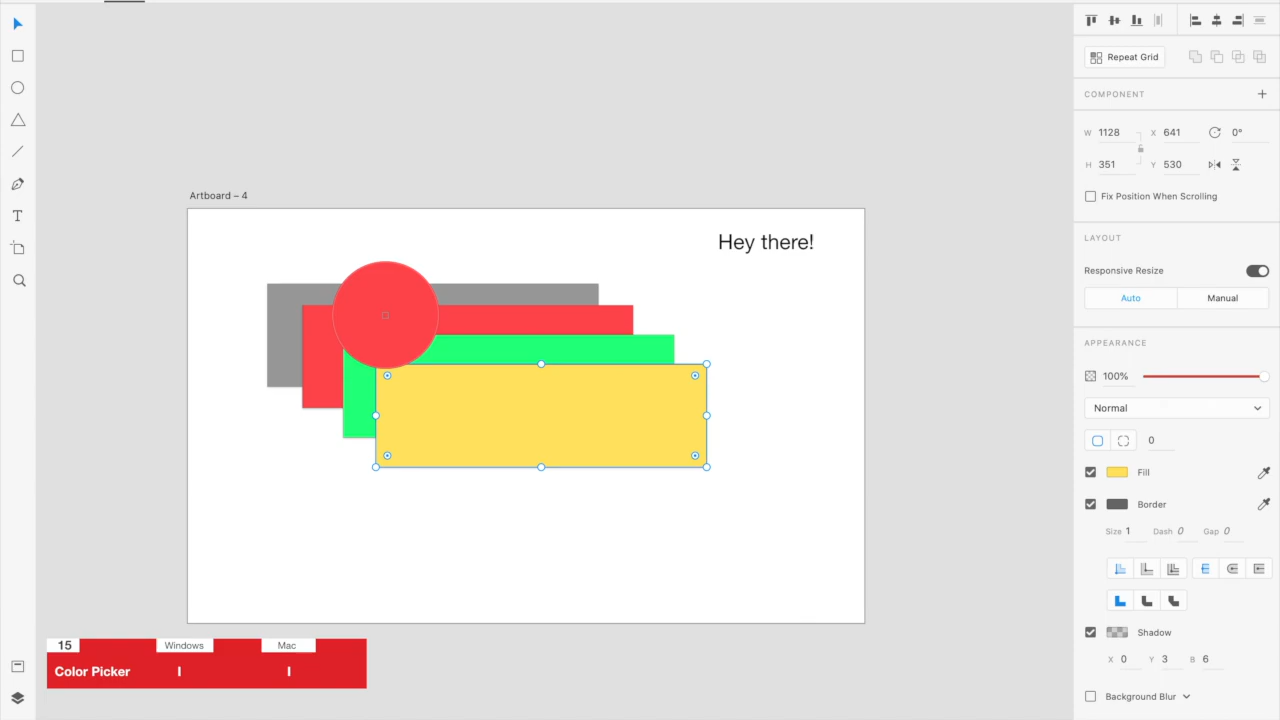 Repeat Grid
COMPONENT
W 1128 X 641 0°
H 351 Y 530
Fix Position When Scrolling
Artboard – 4
LAYOUT
Hey there!
Responsive Resize
Auto Manual
APPEARANCE
100%
Normal
0
Fill
Border
Size 1 Dash 0 Gap 0
Shadow
15 Windows Mac
X 0 Y 3 B 6
Color Picker I I
Background Blur